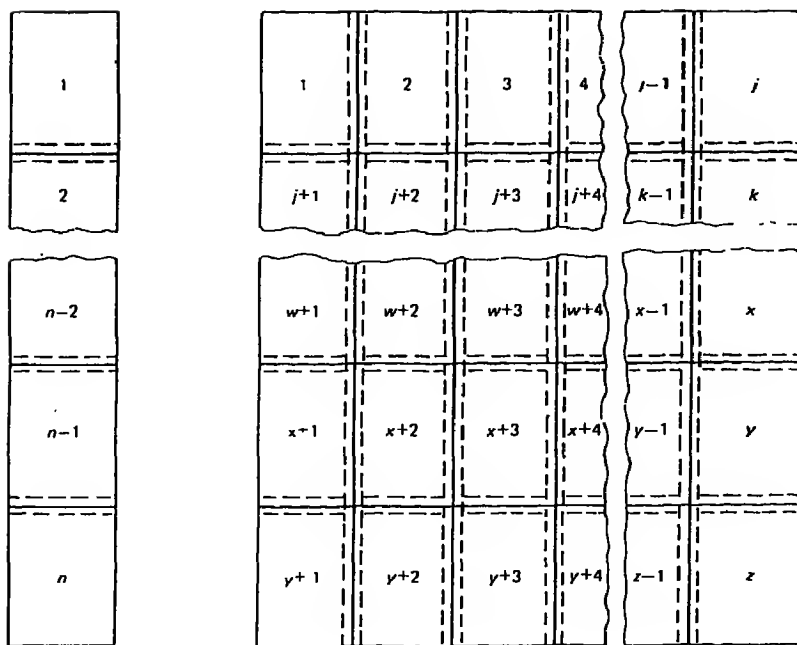 1
2
n−2
n−1
n
1 2 3 4 j−1 j
j+1 j+2 j+3 j+4 k−1 k
w+1 w+2 w+3 w+4 x−1 x
x+1 x+2 x+3 x+4 y−1 y
y+1 y+2 y+3 y+4 z−1 z